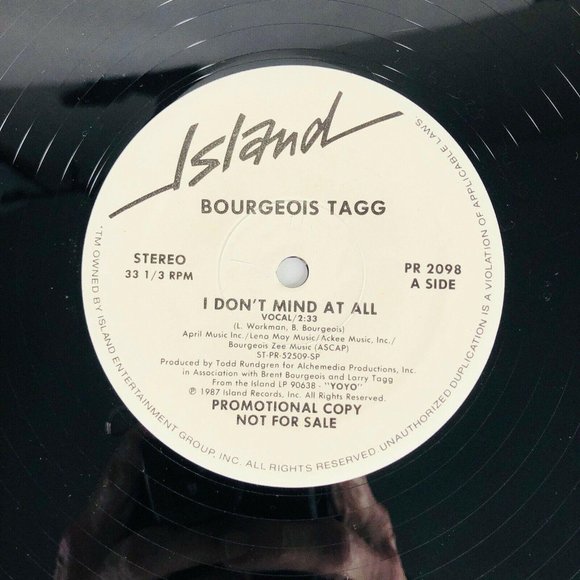 Island
BOURGEOIS TAGG
STEREO
33 1/3 RPM
PR 2098
A SIDE
I DON'T MIND AT ALL
VOCAL/2:33
(L. Workman, B. Bourgeois)
April Music Inc./Lena May Music/Ackee Music, Inc./
Bourgeois Zee Music (ASCAP)
ST-PR-52509-SP
Produced by Todd Rundgren for Alchemedia Productions, Inc.
in Association with Brent Bourgeois and Larry Tagg
From the Island LP 90638 - "YOYO"
℗ 1987 Island Records, Inc. All Rights Reserved.
PROMOTIONAL COPY
NOT FOR SALE
*TM OWNED BY ISLAND ENTERTAINMENT GROUP, INC. ALL RIGHTS RESERVED UNAUTHORIZED DUPLICATION IS A VIOLATION OF APPLICABLE LAWS.